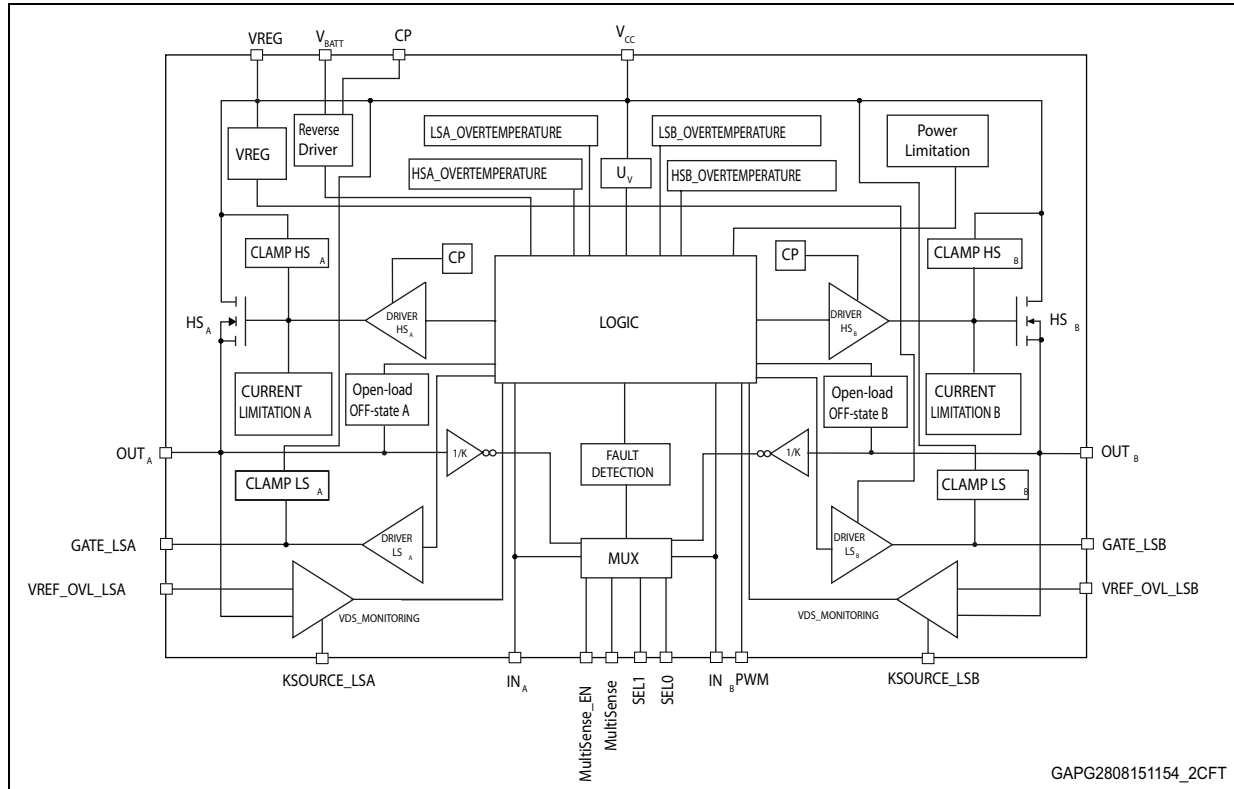 VREG
VBATT
CP
VCC
VREG
Reverse
Driver
LSA_OVERTEMPERATURE
HSA_OVERTEMPERATURE
UV
LSB_OVERTEMPERATURE
HSB_OVERTEMPERATURE
Power
Limitation
CLAMP HS A
CP
CP
CLAMP HS B
HS A
DRIVER
HS A
LOGIC
DRIVER
HS B
HS B
CURRENT
LIMITATION A
Open-load
OFF-state A
Open-load
OFF-state B
CURRENT
LIMITATION B
OUT A
1/K
FAULT
DETECTION
1/K
OUT B
CLAMP LS A
CLAMP LS B
GATE_LSA
DRIVER
LS A
MUX
DRIVER
LS B
GATE_LSB
VREF_OVL_LSA
VDS_MONITORING
VDS_MONITORING
VREF_OVL_LSB
KSOURCE_LSA
IN A
MultiSense_EN
MultiSense
SEL1
SEL0
IN B
PWM
KSOURCE_LSB
GAPG2808151154_2CFT